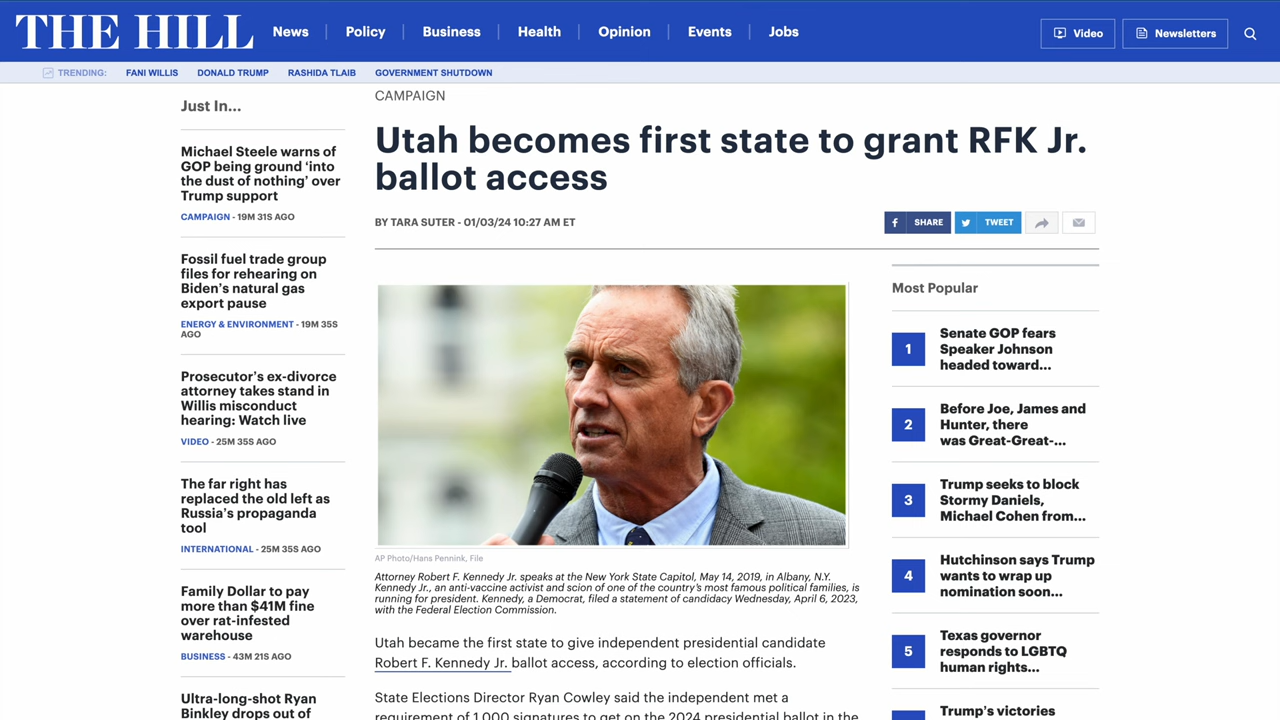 THE HILL
News
Policy
Business
Health
Opinion
Events
Jobs
Video
Newsletters
TRENDING:
FANI WILLIS
DONALD TRUMP
RASHIDA TLAIB
GOVERNMENT SHUTDOWN
Just In...
Michael Steele warns of
GOP being ground ‘into
the dust of nothing’ over
Trump support
CAMPAIGN - 19M 31S AGO
Fossil fuel trade group
files for rehearing on
Biden’s natural gas
export pause
ENERGY & ENVIRONMENT - 19M 35S
AGO
Prosecutor’s ex-divorce
attorney takes stand in
Willis misconduct
hearing: Watch live
VIDEO - 25M 35S AGO
The far right has
replaced the old left as
Russia’s propaganda
tool
INTERNATIONAL - 25M 35S AGO
Family Dollar to pay
more than $41M fine
over rat-infested
warehouse
BUSINESS - 43M 21S AGO
Ultra-long-shot Ryan
Binkley drops out of
CAMPAIGN
Utah becomes first state to grant RFK Jr.
ballot access
BY TARA SUTER - 01/03/24 10:27 AM ET
SHARE
TWEET
AP Photo/Hans Pennink, File
Attorney Robert F. Kennedy Jr. speaks at the New York State Capitol, May 14, 2019, in Albany, N.Y.
Kennedy Jr., an anti-vaccine activist and scion of one of the country’s most famous political families, is
running for president. Kennedy, a Democrat, filed a statement of candidacy Wednesday, April 6, 2023,
with the Federal Election Commission.
Utah became the first state to give independent presidential candidate
Robert F. Kennedy Jr. ballot access, according to election officials.
State Elections Director Ryan Cowley said the independent met a
requirement of 1,000 signatures to get on the 2024 presidential ballot in the
Most Popular
1
Senate GOP fears
Speaker Johnson
headed toward...
2
Before Joe, James and
Hunter, there
was Great-Great-...
3
Trump seeks to block
Stormy Daniels,
Michael Cohen from...
4
Hutchinson says Trump
wants to wrap up
nomination soon...
5
Texas governor
responds to LGBTQ
human rights...
Trump’s victories